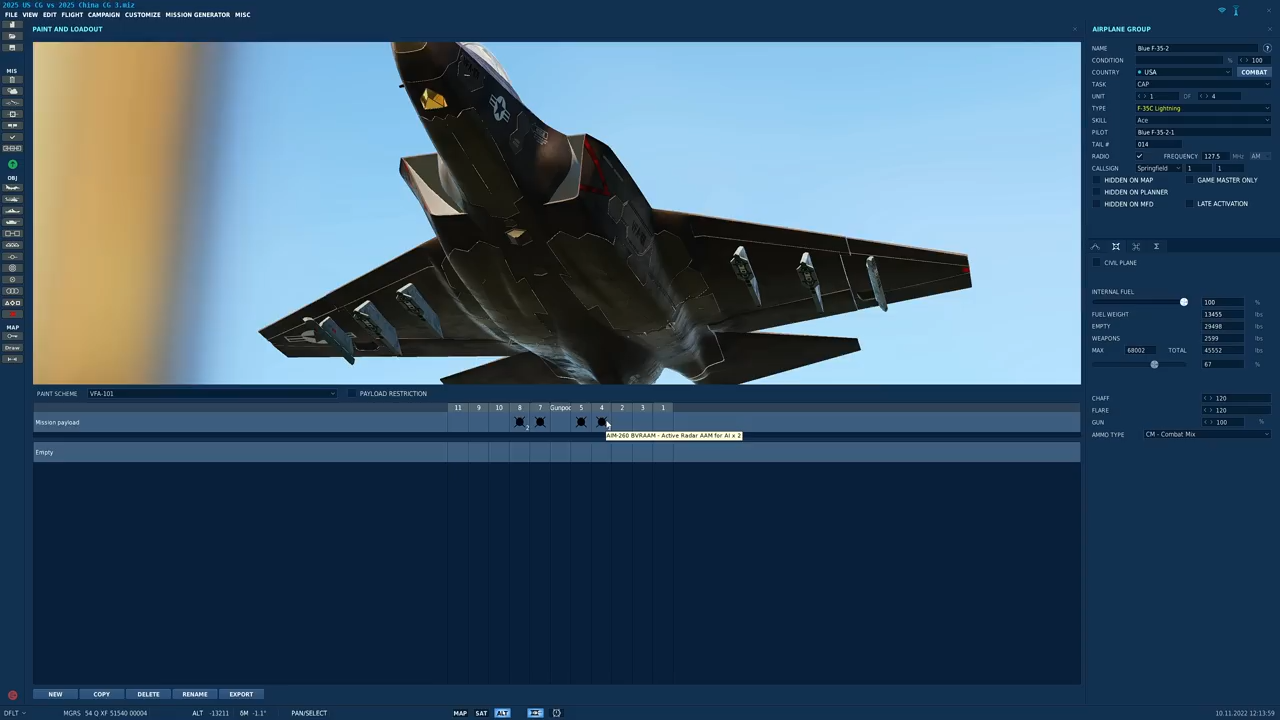 2025 US CG vs 2025 China CG 3.miz
FILE VIEW EDIT FLIGHT CAMPAIGN CUSTOMIZE MISSION GENERATOR MISC
PAINT AND LOADOUT
PAINT SCHEME VFA-101 PAYLOAD RESTRICTION
11 9 10 8 7 Gunpod 5 4 2 3 1
Mission payload 2
AIM-260 BVRAAM - Active Radar AAM for AI x 2
Empty
NEW COPY DELETE RENAME EXPORT
DFLT MGRS 54 Q XF 51540 00004 ALT -13211 δM -1.1° PAN/SELECT MAP SAT ALT 10.11.2022 12:13:59
MIS
OBJ
MAP
Draw
AIRPLANE GROUP
NAME Blue F-35-2 ?
CONDITION % < > 100
COUNTRY USA COMBAT
TASK CAP
UNIT < > 1 OF < > 4
TYPE F-35C Lightning
SKILL Ace
PILOT Blue F-35-2-1
TAIL # 014
RADIO FREQUENCY 127.5 MHz AM
CALLSIGN Springfield 1 1
HIDDEN ON MAP GAME MASTER ONLY
HIDDEN ON PLANNER
HIDDEN ON MFD LATE ACTIVATION
CIVIL PLANE
INTERNAL FUEL
100 %
FUEL WEIGHT 13455 lbs
EMPTY 29498 lbs
WEAPONS 2599 lbs
MAX 68002 TOTAL 45552 lbs
67 %
CHAFF < > 120
FLARE < > 120
GUN < > 100 %
AMMO TYPE CM - Combat Mix